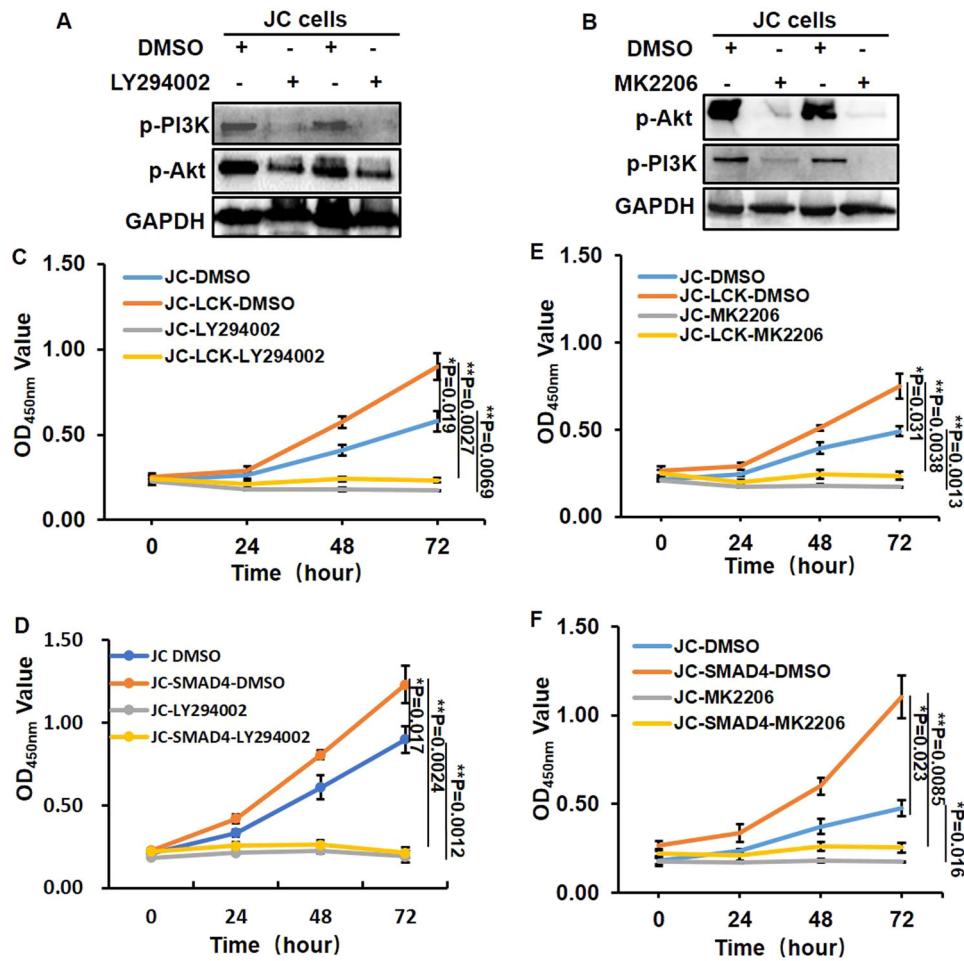 A
JC cells
DMSO + - + -
LY294002 - + - +
p-PI3K
p-Akt
GAPDH
B
JC cells
DMSO + - + -
MK2206 - + - +
p-Akt
p-PI3K
GAPDH
C
1.50
1.00
0.50
0.00
OD450nm Value
JC-DMSO
JC-LCK-DMSO
JC-LY294002
JC-LCK-LY294002
*P=0.019
**P=0.0027
**P=0.0069
0 24 48 72
Time (hour)
E
1.50
1.00
0.50
0.00
OD450nm Value
JC-DMSO
JC-LCK-DMSO
JC-MK2206
JC-LCK-MK2206
*P=0.031
**P=0.0038
**P=0.0013
0 24 48 72
Time (hour)
D
1.50
1.00
0.50
0.00
OD450nm Value
JC DMSO
JC-SMAD4-DMSO
JC-LY294002
JC-SMAD4-LY294002
*P=0.017
**P=0.0024
**P=0.0012
0 24 48 72
Time (hour)
F
1.50
1.00
0.50
0.00
OD450nm Value
JC-DMSO
JC-SMAD4-DMSO
JC-MK2206
JC-SMAD4-MK2206
*P=0.023
**P=0.0085
*P=0.016
0 24 48 72
Time (hour)